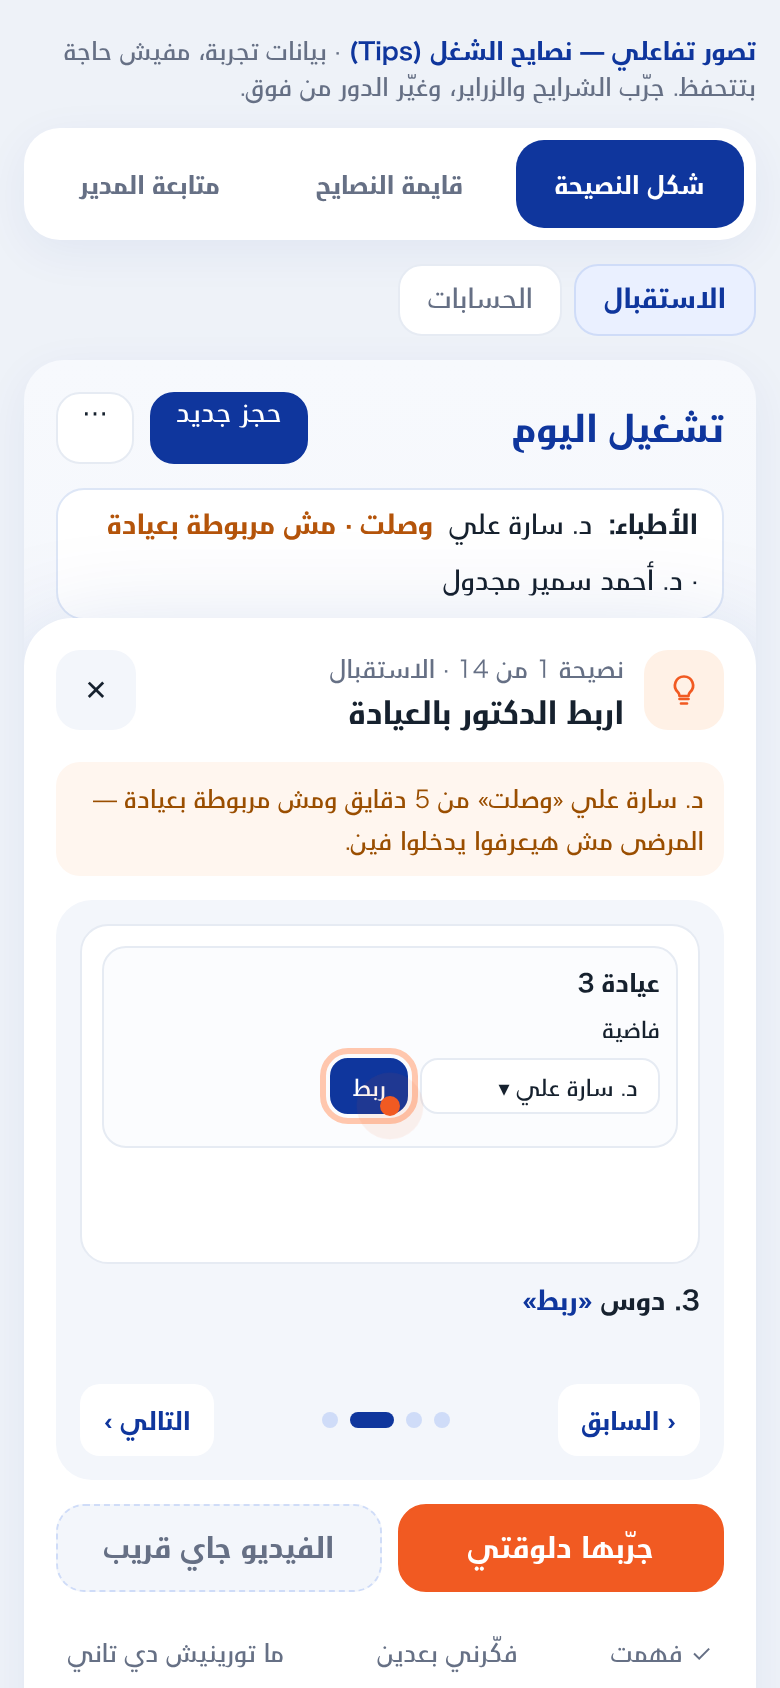 تصور تفاعلي — نصايح الشغل (Tips) · بيانات تجربة، مفيش حاجة
بتتحفظ. جرّب الشرايح والزراير، وغيّر الدور من فوق.
شكل النصيحة
قايمة النصايح
متابعة المدير
الاستقبال
الحسابات
تشغيل اليوم
حجز جديد
⋯
الأطباء: د. سارة علي وصلت · مش مربوطة بعيادة
· د. أحمد سمير مجدول
نصيحة 1 من 14 · الاستقبال
اربط الدكتور بالعيادة
✕
د. سارة علي «وصلت» من 5 دقايق ومش مربوطة بعيادة —
المرضى مش هيعرفوا يدخلوا فين.
عيادة 3
فاضية
د. سارة علي ▾
ربط
3. دوس «ربط»
‹ السابق
التالي ›
جرّبها دلوقتي
الفيديو جاي قريب
✓ فهمت
فكّرني بعدين
ما تورينيش دي تاني